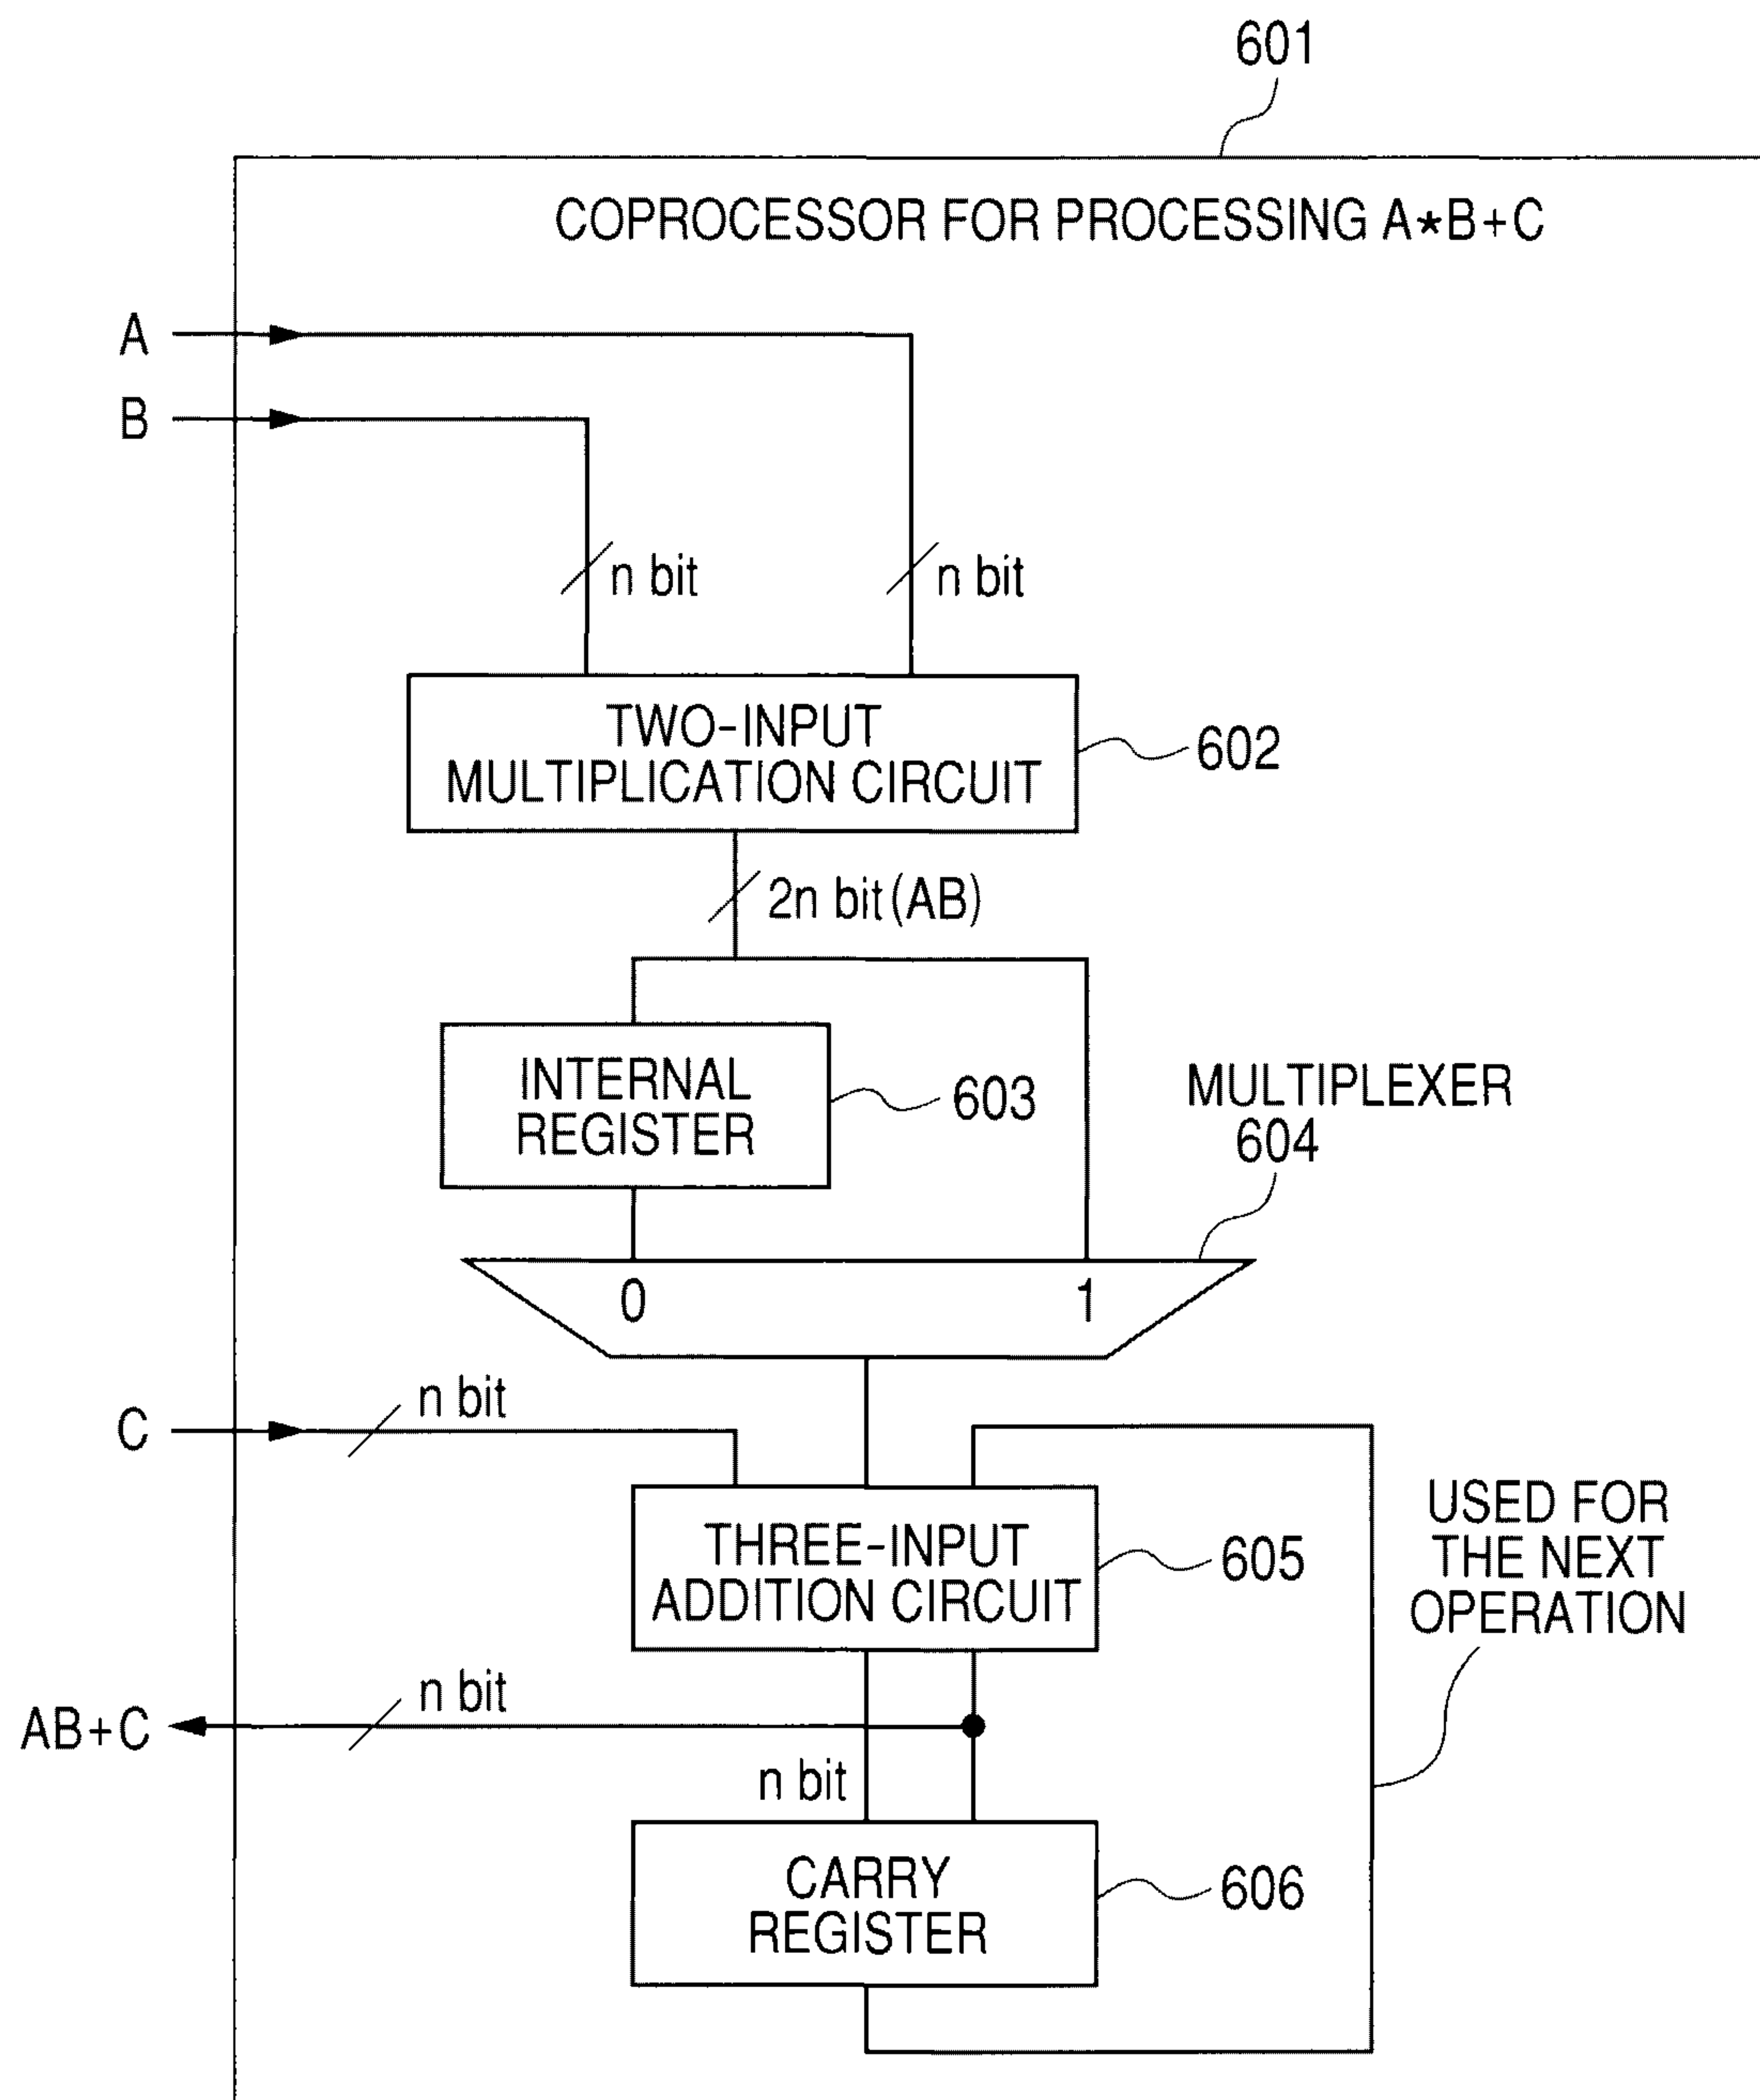 601
COPROCESSOR FOR PROCESSING A*B+C
A
B
n bit
n bit
TWO-INPUT
MULTIPLICATION CIRCUIT
602
2n bit (AB)
INTERNAL
REGISTER
603
MULTIPLEXER
604
0
1
C
n bit
THREE-INPUT
ADDITION CIRCUIT
605
USED FOR
THE NEXT
OPERATION
AB+C
n bit
n bit
CARRY
REGISTER
606